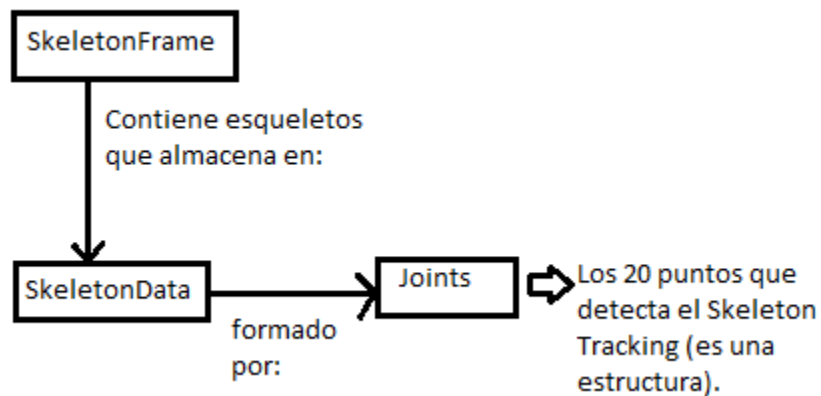 SkeletonFrame
Contiene esqueletos
que almacena en:
SkeletonData
formado
por:
Joints
Los 20 puntos que
detecta el Skeleton
Tracking (es una
estructura).